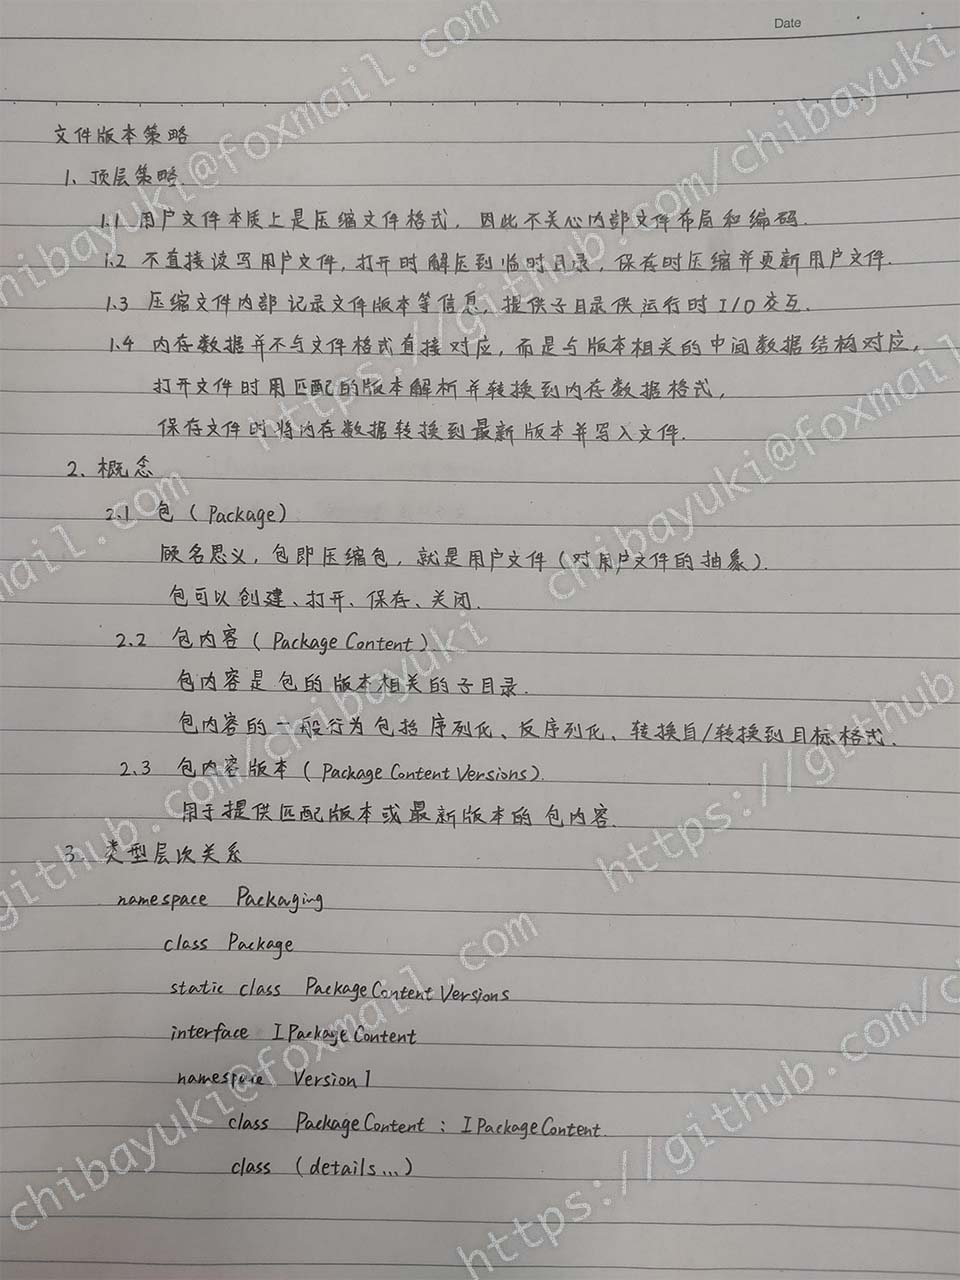 Date
文件版本策略
1、顶层策略.
1.1 用户文件本质上是压缩文件格式，因此不关心内部文件布局和编码.
1.2 不直接读写用户文件，打开时解压到临时目录，保存时压缩并更新用户文件.
1.3 压缩文件内部记录文件版本等信息，提供子目录供运行时I/O交互.
1.4 内存数据并不与文件格式直接对应，而是与版本相关的中间数据结构对应，
打开文件时用匹配的版本解析并转换到内存数据格式，
保存文件时将内存数据转换到最新版本并写入文件.
2、概念
2.1 包（Package）
顾名思义，包即压缩包，就是用户文件（对用户文件的抽象）.
包可以创建、打开、保存、关闭.
2.2 包内容（Package Content）
包内容是包的版本相关的子目录.
包内容的一般行为包括序列化、反序列化、转换自/转换到目标格式.
2.3 包内容版本（Package Content Versions）
用于提供匹配版本或最新版本的包内容.
3、类型层次关系
namespace Packaging
class Package
static class PackageContentVersions
interface IPackageContent
namespace Version1
class PackageContent : IPackageContent
class (details...)
https://github.com/chibayuki
chibayuki@foxmail.com